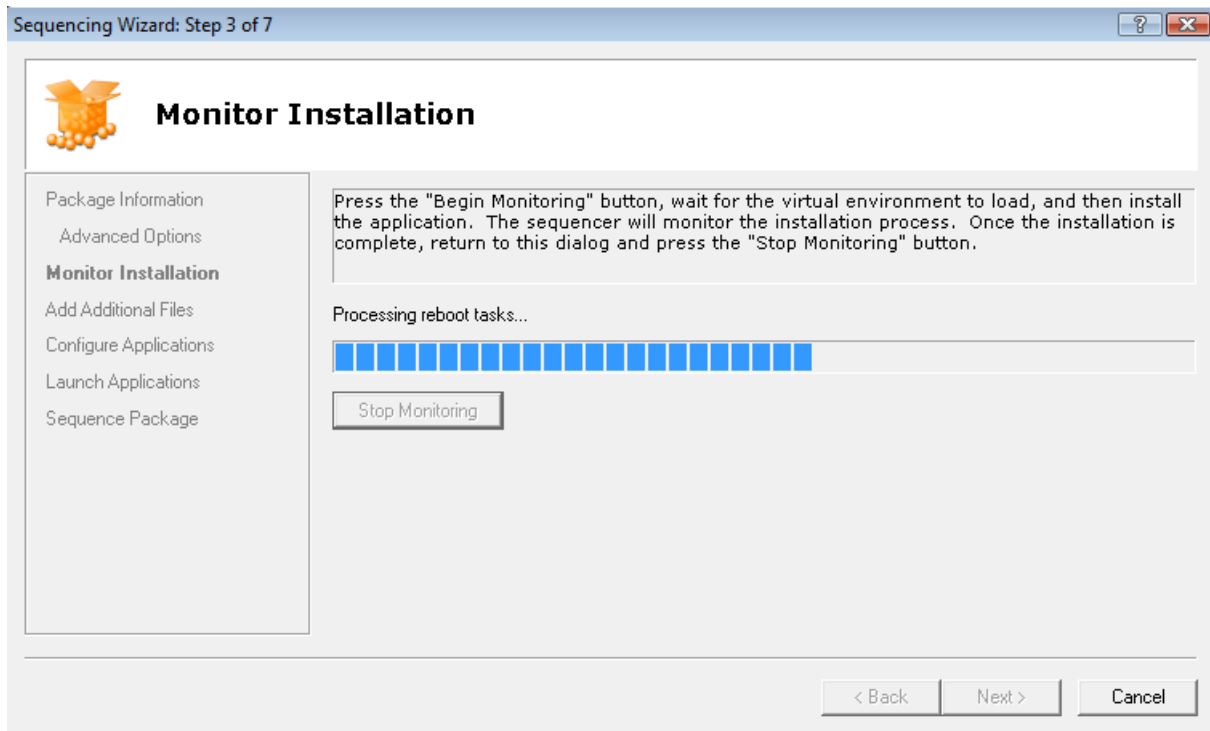 Sequencing Wizard: Step 3 of 7
Monitor Installation
Package Information
Advanced Options
Monitor Installation
Add Additional Files
Configure Applications
Launch Applications
Sequence Package
Press the "Begin Monitoring" button, wait for the virtual environment to load, and then install
the application.  The sequencer will monitor the installation process.  Once the installation is
complete, return to this dialog and press the "Stop Monitoring" button.
Processing reboot tasks...
Stop Monitoring
< Back
Next >
Cancel